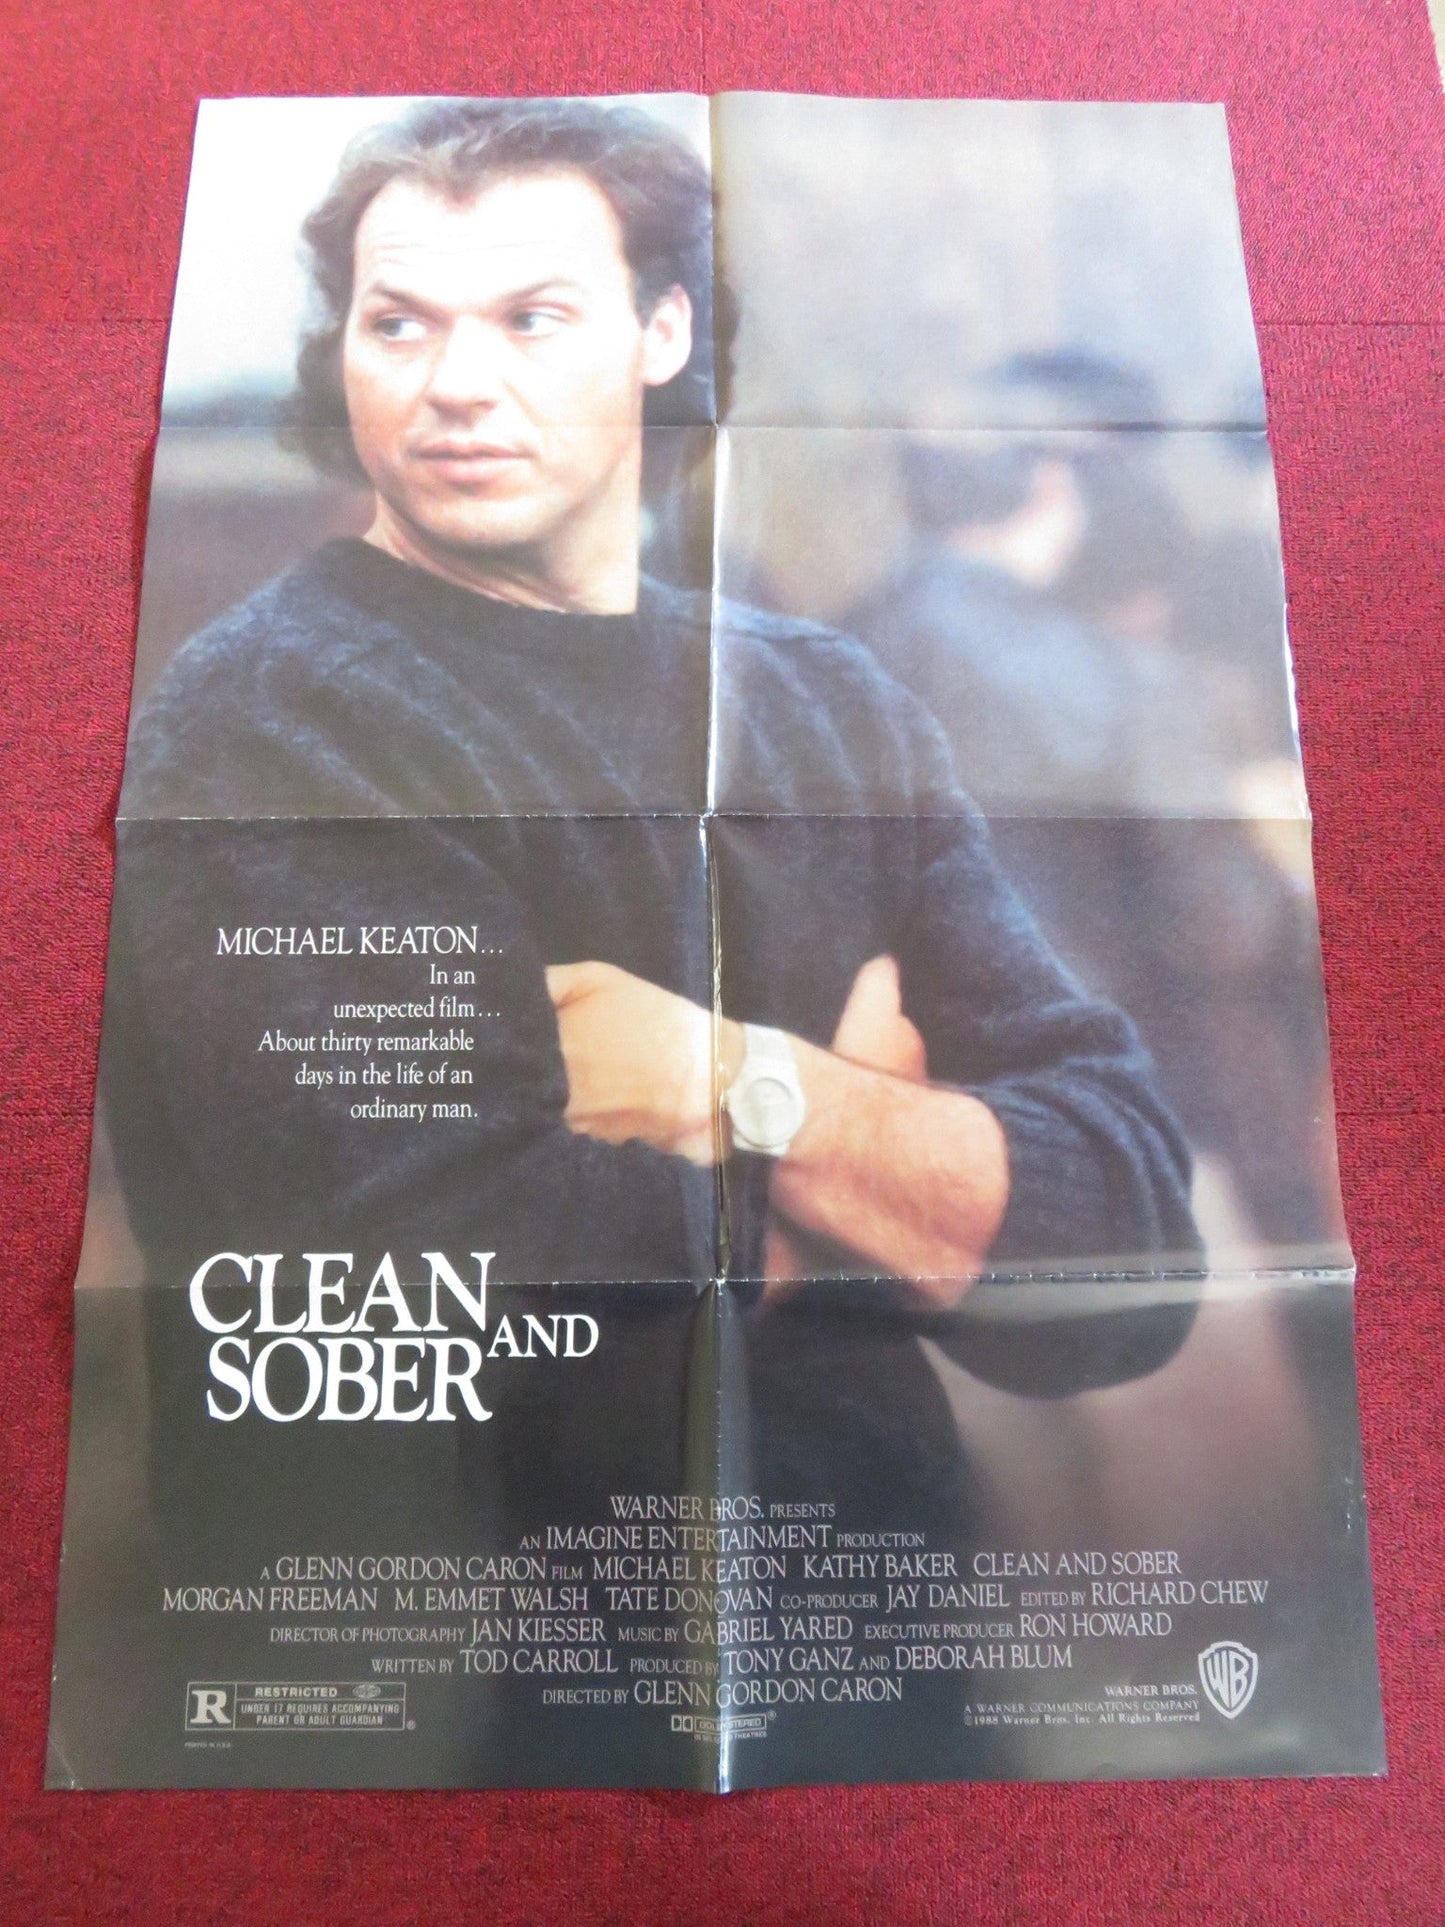 MICHAEL KEATON...
In an
unexpected film...
About thirty remarkable
days in the life of an
ordinary man.
CLEAN AND
SOBER
WARNER BROS. PRESENTS
AN IMAGINE ENTERTAINMENT PRODUCTION
A GLENN GORDON CARON FILM MICHAEL KEATON KATHY BAKER CLEAN AND SOBER
MORGAN FREEMAN M. EMMET WALSH TATE DONOVAN CO-PRODUCER JAY DANIEL EDITED BY RICHARD CHEW
DIRECTOR OF PHOTOGRAPHY JAN KIESSER MUSIC BY GABRIEL YARED EXECUTIVE PRODUCER RON HOWARD
WRITTEN BY TOD CARROLL PRODUCED BY TONY GANZ AND DEBORAH BLUM
DIRECTED BY GLENN GORDON CARON
R RESTRICTED
UNDER 17 REQUIRES ACCOMPANYING
PARENT OR ADULT GUARDIAN ®
PRINTED IN U.S.A.
WB
WARNER BROS.
A WARNER COMMUNICATIONS COMPANY
©1988 Warner Bros. Inc. All Rights Reserved